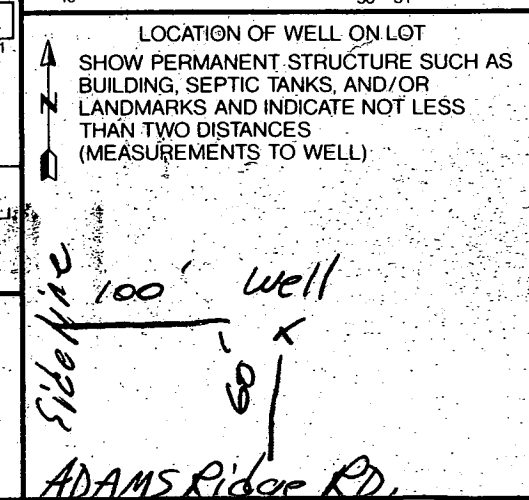 LOCATION OF WELL ON LOT
SHOW PERMANENT STRUCTURE SUCH AS
BUILDING, SEPTIC TANKS, AND/OR
LANDMARKS AND INDICATE NOT LESS
THAN TWO DISTANCES
(MEASUREMENTS TO WELL)
N
Side line
100' well
x
60'
ADAMS Ridge RD.